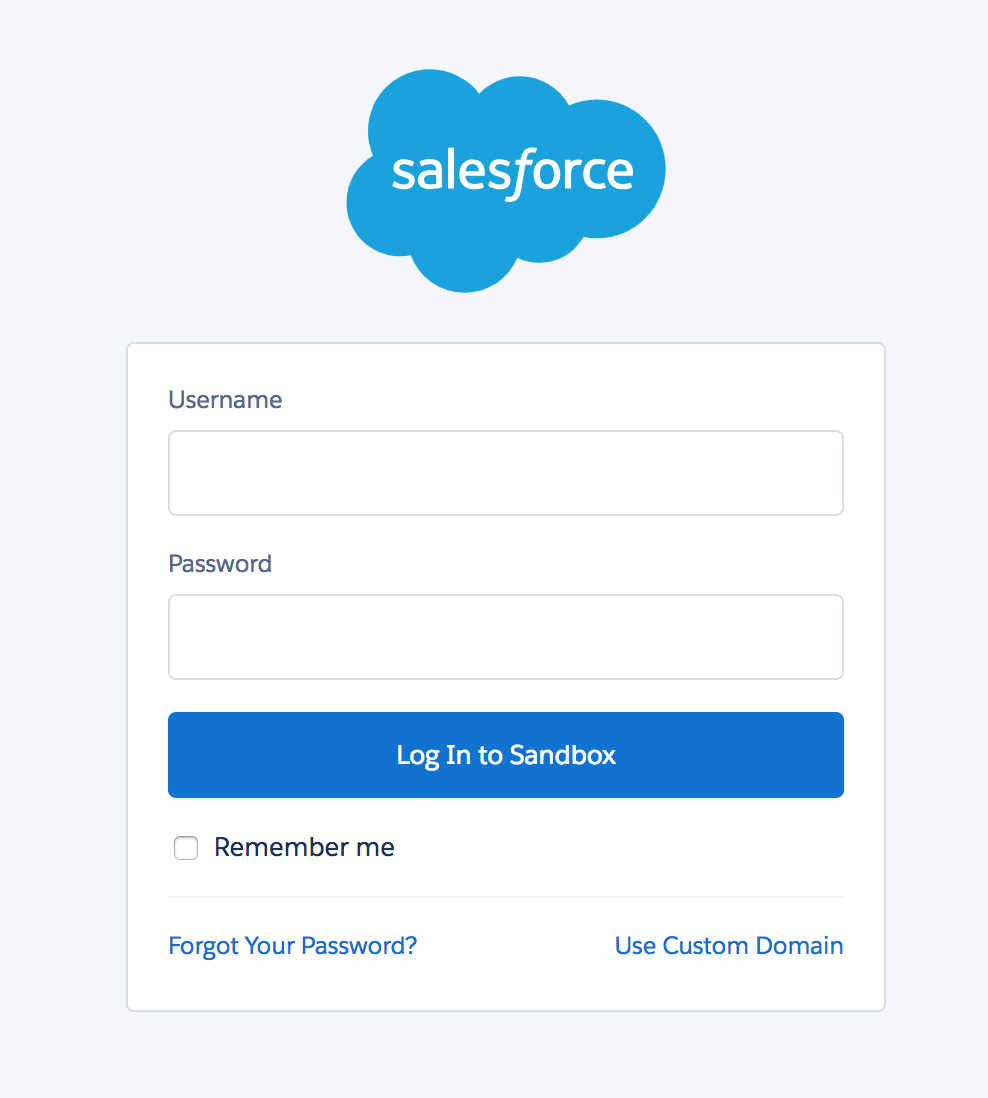 salesforce
Username
Password
Log In to Sandbox
Remember me
Forgot Your Password?
Use Custom Domain